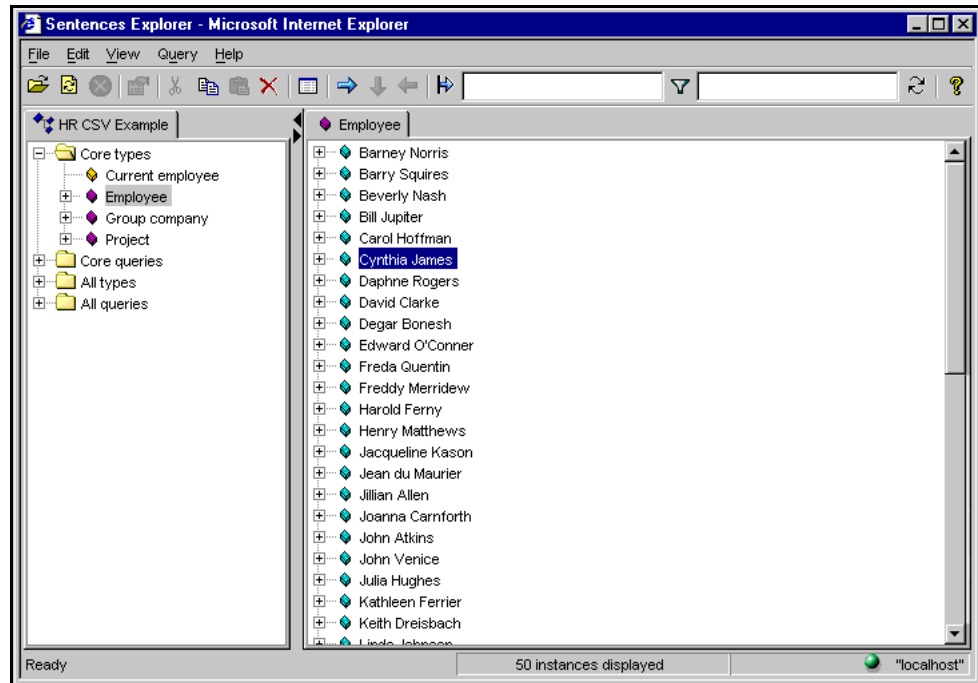 Sentences Explorer - Microsoft Internet Explorer
File Edit View Query Help
HR CSV Example
Core types
Current employee
Employee
Group company
Project
Core queries
All types
All queries
Employee
Barney Norris
Barry Squires
Beverly Nash
Bill Jupiter
Carol Hoffman
Cynthia James
Daphne Rogers
David Clarke
Degar Bonesh
Edward O'Conner
Freda Quentin
Freddy Merridew
Harold Ferny
Henry Matthews
Jacqueline Kason
Jean du Maurier
Jillian Allen
Joanna Carnforth
John Atkins
John Venice
Julia Hughes
Kathleen Ferrier
Keith Dreisbach
Ready
50 instances displayed
"localhost"